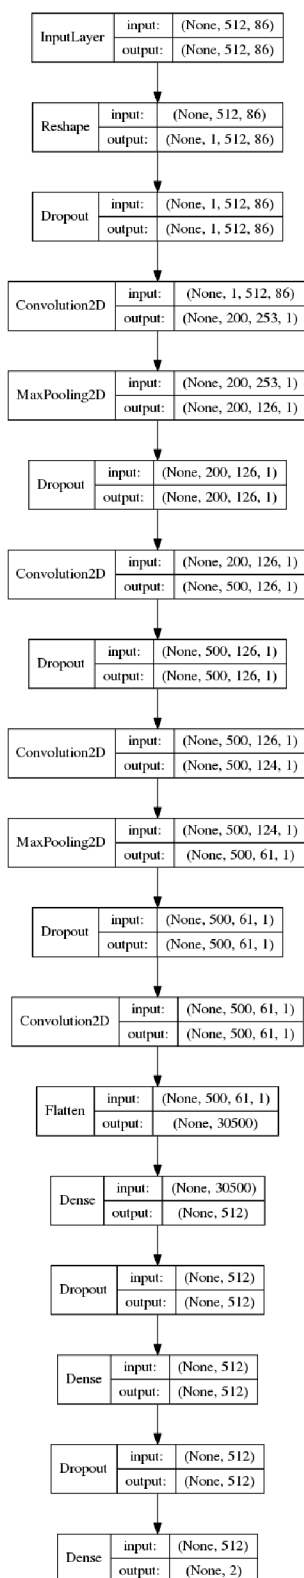 InputLayer
input: (None, 512, 86)
output: (None, 512, 86)
Reshape
input: (None, 512, 86)
output: (None, 1, 512, 86)
Dropout
input: (None, 1, 512, 86)
output: (None, 1, 512, 86)
Convolution2D
input: (None, 1, 512, 86)
output: (None, 200, 253, 1)
MaxPooling2D
input: (None, 200, 253, 1)
output: (None, 200, 126, 1)
Dropout
input: (None, 200, 126, 1)
output: (None, 200, 126, 1)
Convolution2D
input: (None, 200, 126, 1)
output: (None, 500, 126, 1)
Dropout
input: (None, 500, 126, 1)
output: (None, 500, 126, 1)
Convolution2D
input: (None, 500, 126, 1)
output: (None, 500, 124, 1)
MaxPooling2D
input: (None, 500, 124, 1)
output: (None, 500, 61, 1)
Dropout
input: (None, 500, 61, 1)
output: (None, 500, 61, 1)
Convolution2D
input: (None, 500, 61, 1)
output: (None, 500, 61, 1)
Flatten
input: (None, 500, 61, 1)
output: (None, 30500)
Dense
input: (None, 30500)
output: (None, 512)
Dropout
input: (None, 512)
output: (None, 512)
Dense
input: (None, 512)
output: (None, 512)
Dropout
input: (None, 512)
output: (None, 512)
Dense
input: (None, 512)
output: (None, 2)